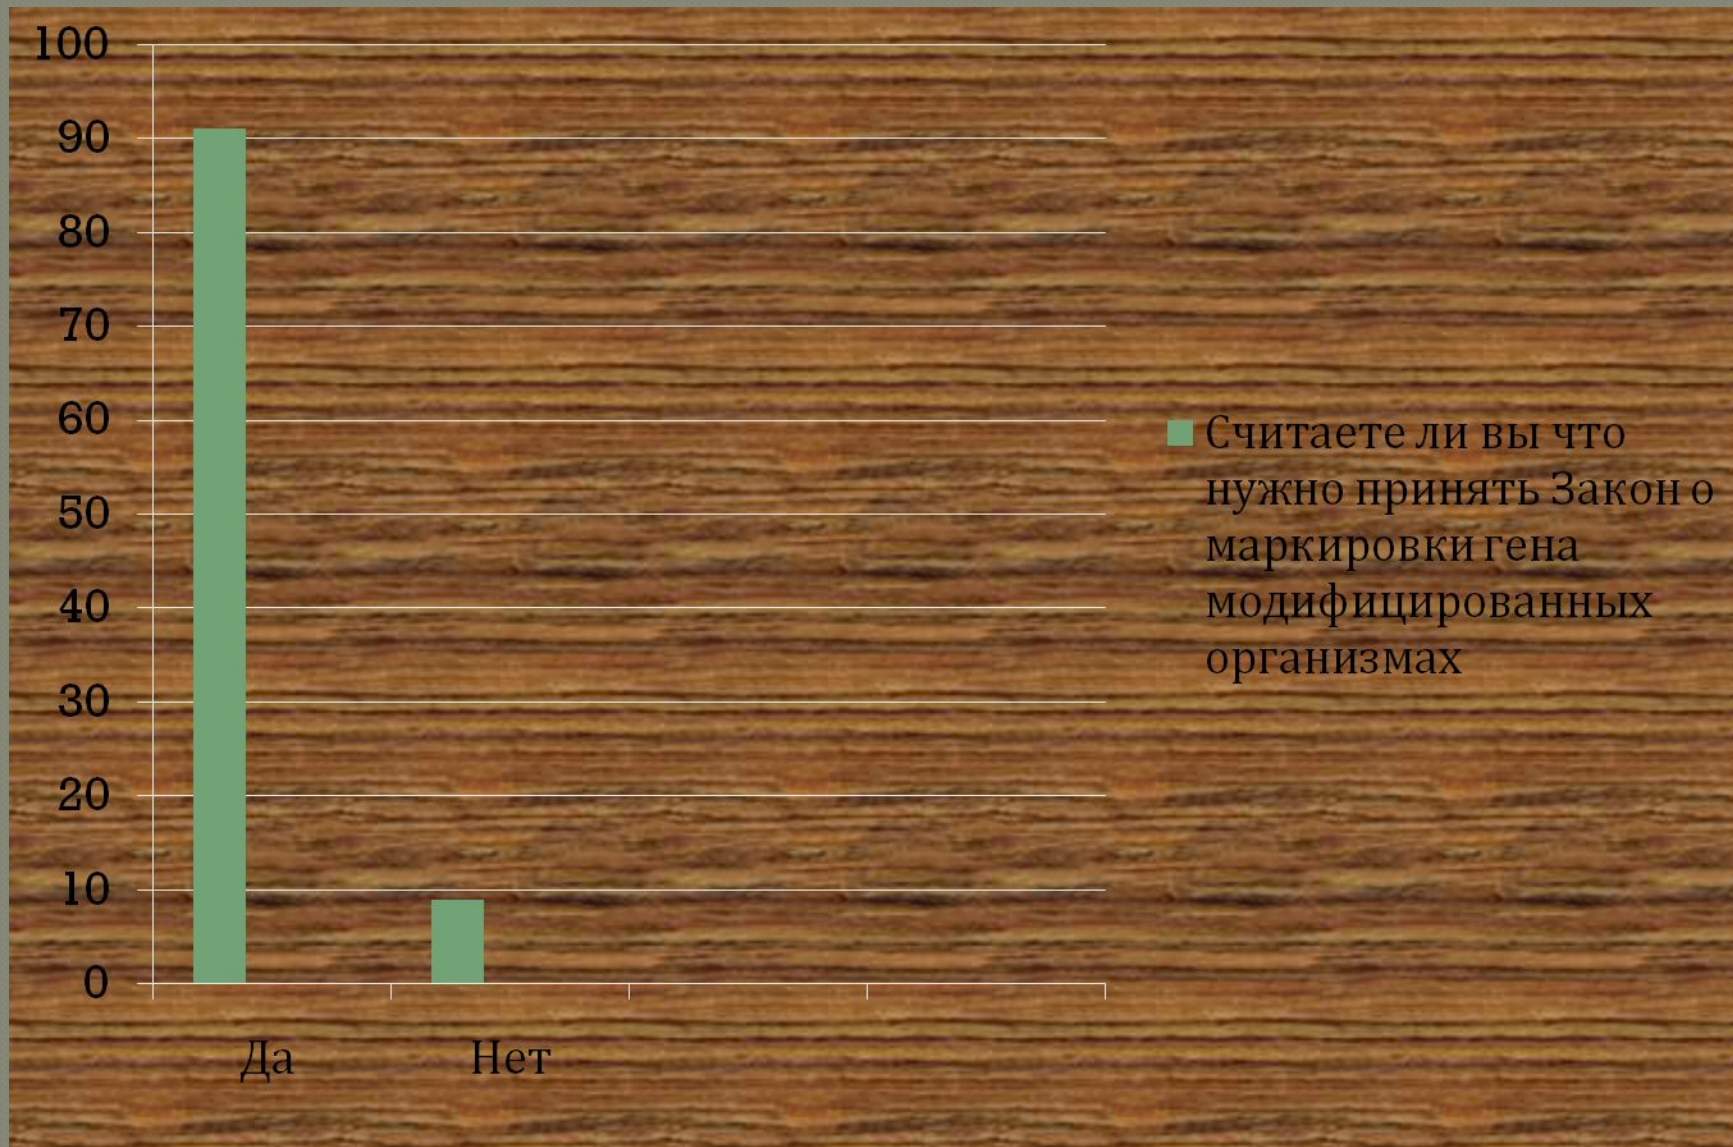 100
90
80
70
60
50
40
30
20
10
0
Да Нет
Считаете ли вы что
нужно принять Закон о
маркировки гена
модифицированных
организмах